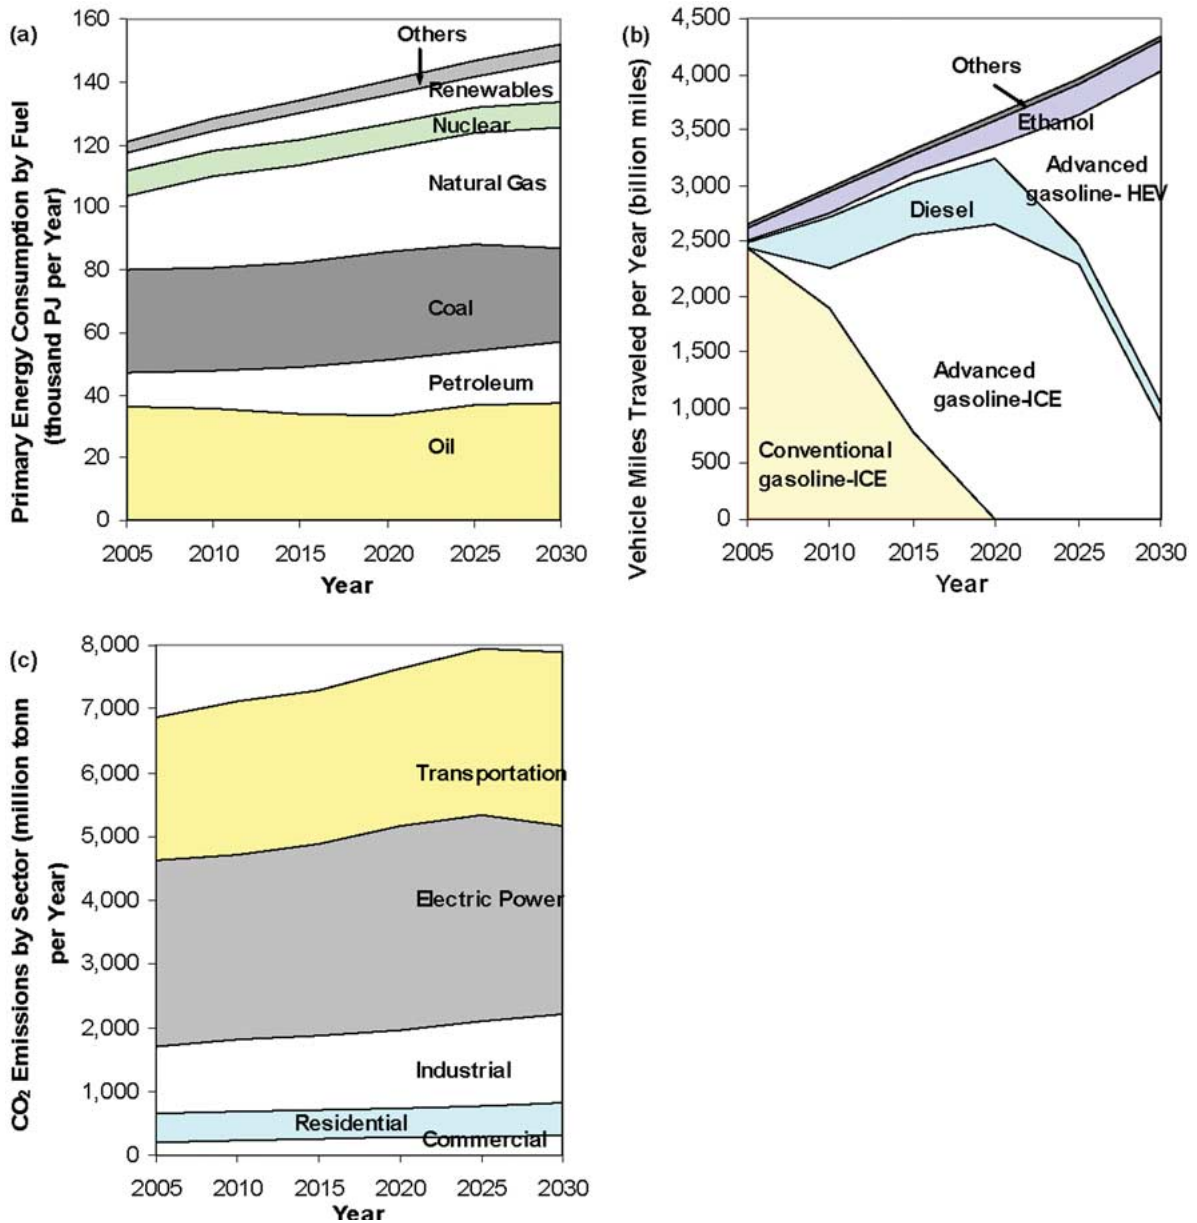 (a)
Primary Energy Consumption by Fuel
(thousand PJ per Year)
160
140
120
100
80
60
40
20
0
Others
Renewables
Nuclear
Natural Gas
Coal
Petroleum
Oil
2005 2010 2015 2020 2025 2030
Year
(b)
Vehicle Miles Traveled per Year (billion miles)
4,500
4,000
3,500
3,000
2,500
2,000
1,500
1,000
500
0
Others
Ethanol
Advanced
gasoline- HEV
Diesel
Advanced
gasoline-ICE
Conventional
gasoline-ICE
2005 2010 2015 2020 2025 2030
Year
(c)
CO₂ Emissions by Sector (million tonn
per Year)
8,000
7,000
6,000
5,000
4,000
3,000
2,000
1,000
0
Transportation
Electric Power
Industrial
Residential
Commercial
2005 2010 2015 2020 2025 2030
Year